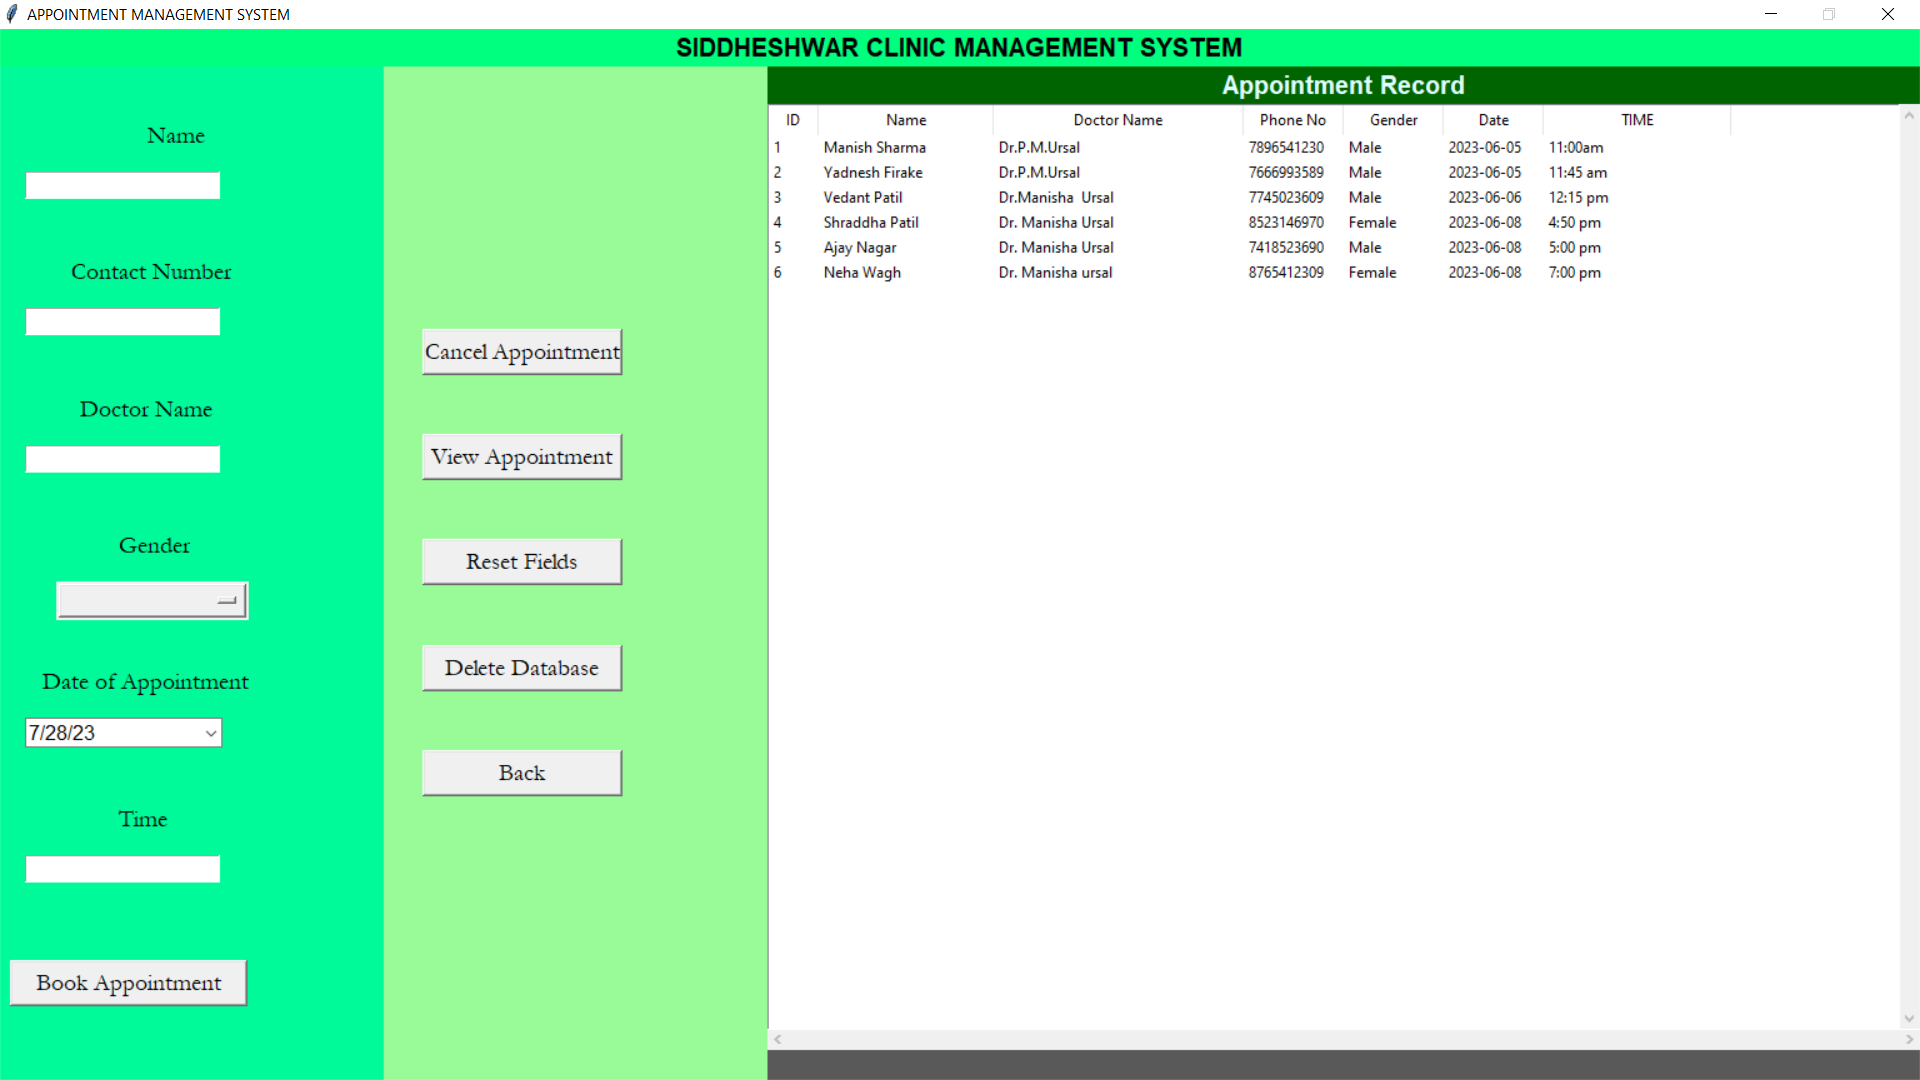 APPOINTMENT MANAGEMENT SYSTEM
SIDDHESHWAR CLINIC MANAGEMENT SYSTEM
Name
Contact Number
Doctor Name
Gender
Date of Appointment
7/28/23
Time
Book Appointment
Cancel Appointment
View Appointment
Reset Fields
Delete Database
Back
Appointment Record
ID Name Doctor Name Phone No Gender Date TIME
1 Manish Sharma Dr.P.M.Ursal 7896541230 Male 2023-06-05 11:00am
2 Yadnesh Firake Dr.P.M.Ursal 7666993589 Male 2023-06-05 11:45 am
3 Vedant Patil Dr.Manisha  Ursal 7745023609 Male 2023-06-06 12:15 pm
4 Shraddha Patil Dr. Manisha Ursal 8523146970 Female 2023-06-08 4:50 pm
5 Ajay Nagar Dr. Manisha Ursal 7418523690 Male 2023-06-08 5:00 pm
6 Neha Wagh Dr. Manisha ursal 8765412309 Female 2023-06-08 7:00 pm